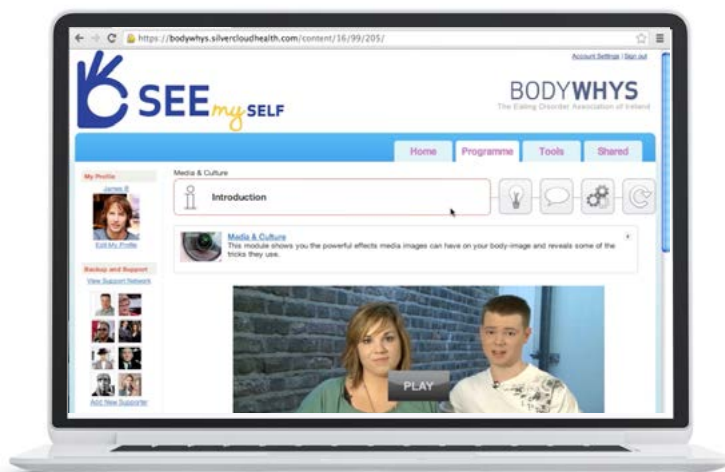 https://bodywhys.silvercloudhealth.com/content/16/99/205/
Account Settings | Sign out
SEE my SELF
BODYWHYS
The Eating Disorder Association of Ireland
Home Programme Tools Shared
My Profile
James B
Edit My Profile
Backup and Support
View Support Network
Add New Supporter
Media & Culture
Introduction
Media & Culture
This module shows you the powerful effects media images can have on your body-image and reveals some of the
tricks they use.
PLAY